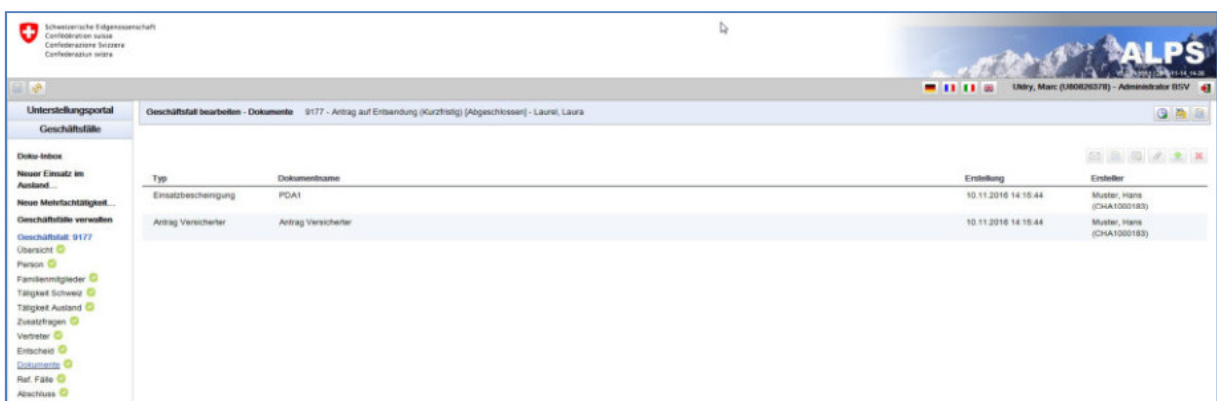 Schweizerische Eidgenossenschaft
Confédération suisse
Confederazione Svizzera
Confederaziun svizra
ALPS
Uldry, Marc (U80826378) - Administrator BSV
Unterstellungsportal
Geschäftsfälle
Geschäftsfall bearbeiten - Dokumente 9177 - Antrag auf Entsendung (Kurzfristig) [Abgeschlossen] - Laurel, Laura
Doku-Inbox
Neuer Einsatz im
Ausland...
Neue Mehrfachtätigkeit...
Geschäftsfälle verwalten
Geschäftsfall: 9177
Übersicht
Person
Familienmitglieder
Tätigkeit Schweiz
Tätigkeit Ausland
Zusatzfragen
Vertreter
Entscheid
Dokumente
Ref. Fälle
Abschluss
Typ Dokumentname Erstellung Ersteller
Einsatzbescheinigung PDA1 10.11.2016 14:15:44 Muster, Hans
(CHA1000183)
Antrag Versicherter Antrag Versicherter 10.11.2016 14:15:44 Muster, Hans
(CHA1000183)